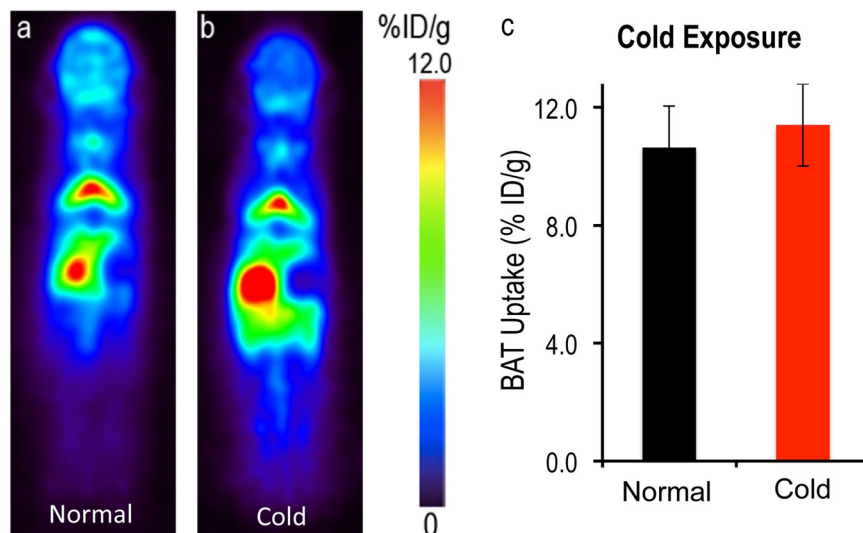 a
Normal
b
Cold
%ID/g
12.0
0
c
Cold Exposure
BAT Uptake (% ID/g)
12.0
8.0
4.0
0.0
Normal
Cold